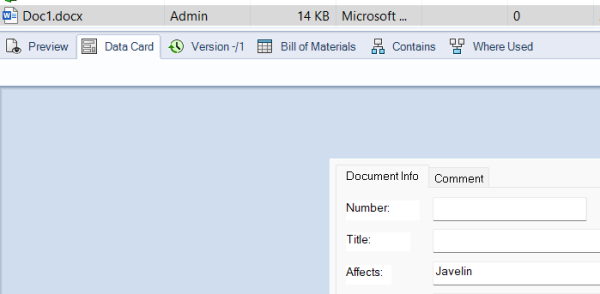 Doc1.docx Admin 14 KB Microsoft ... 0
Preview Data Card Version -/1 Bill of Materials Contains Where Used
Document Info Comment
Number:
Title:
Affects: Javelin